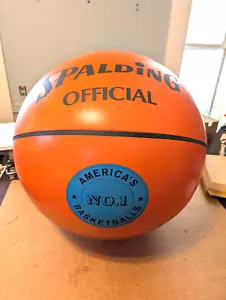 SPALDING
OFFICIAL
AMERICA'S
NO.1
BASKETBALLS